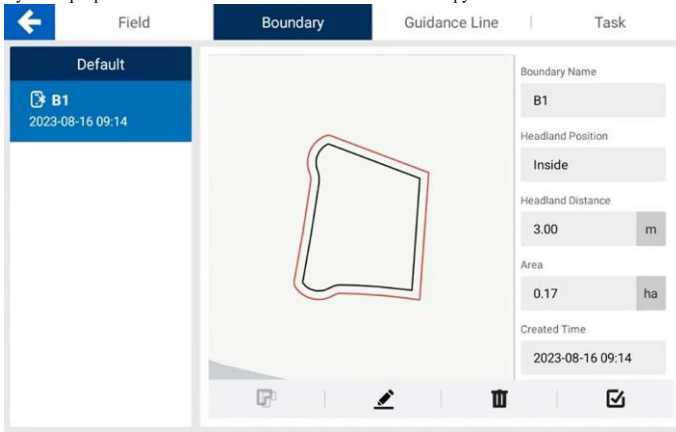 Field
Boundary
Guidance Line
Task
Default
B1
2023-08-16 09:14
Boundary Name
B1
Headland Position
Inside
Headland Distance
3.00 m
Area
0.17 ha
Created Time
2023-08-16 09:14